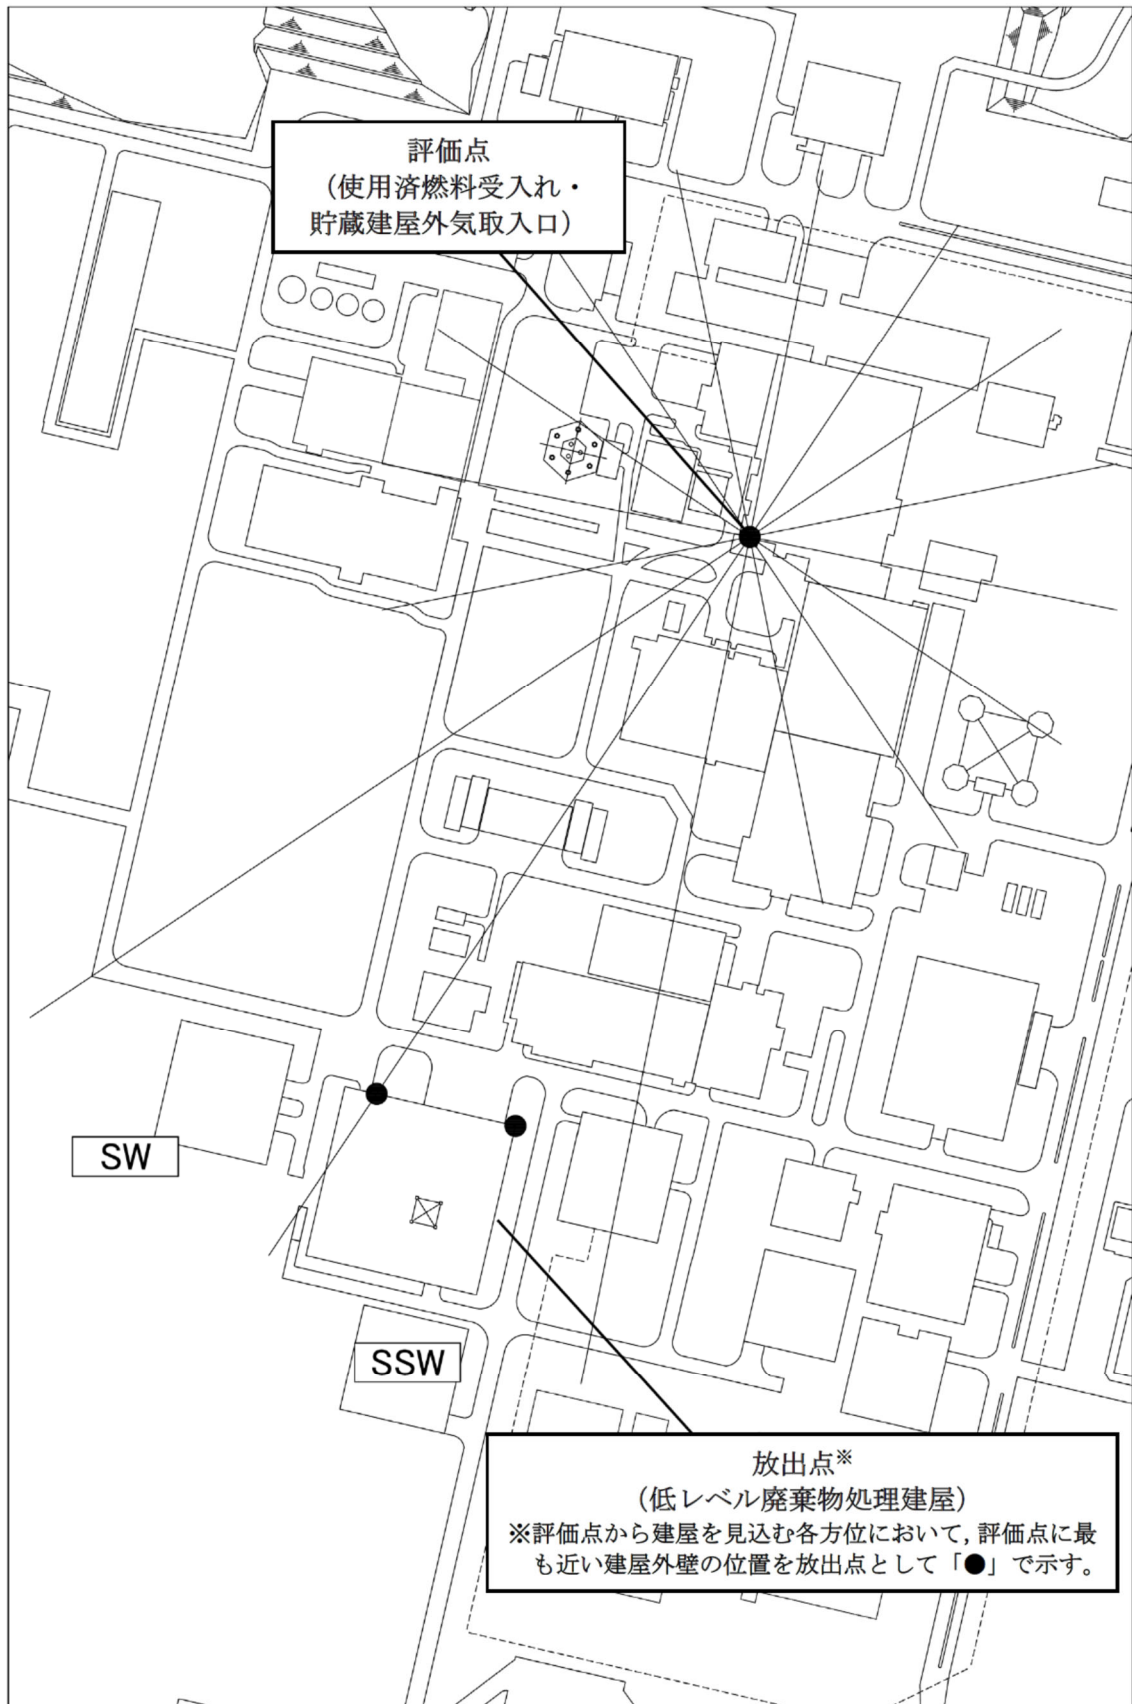 評価点
（使用済燃料受入れ・
貯蔵建屋外気取入口）
SW
SSW
放出点※
（低レベル廃棄物処理建屋）
※評価点から建屋を見込む各方位において，評価点に最
も近い建屋外壁の位置を放出点として「●」で示す。